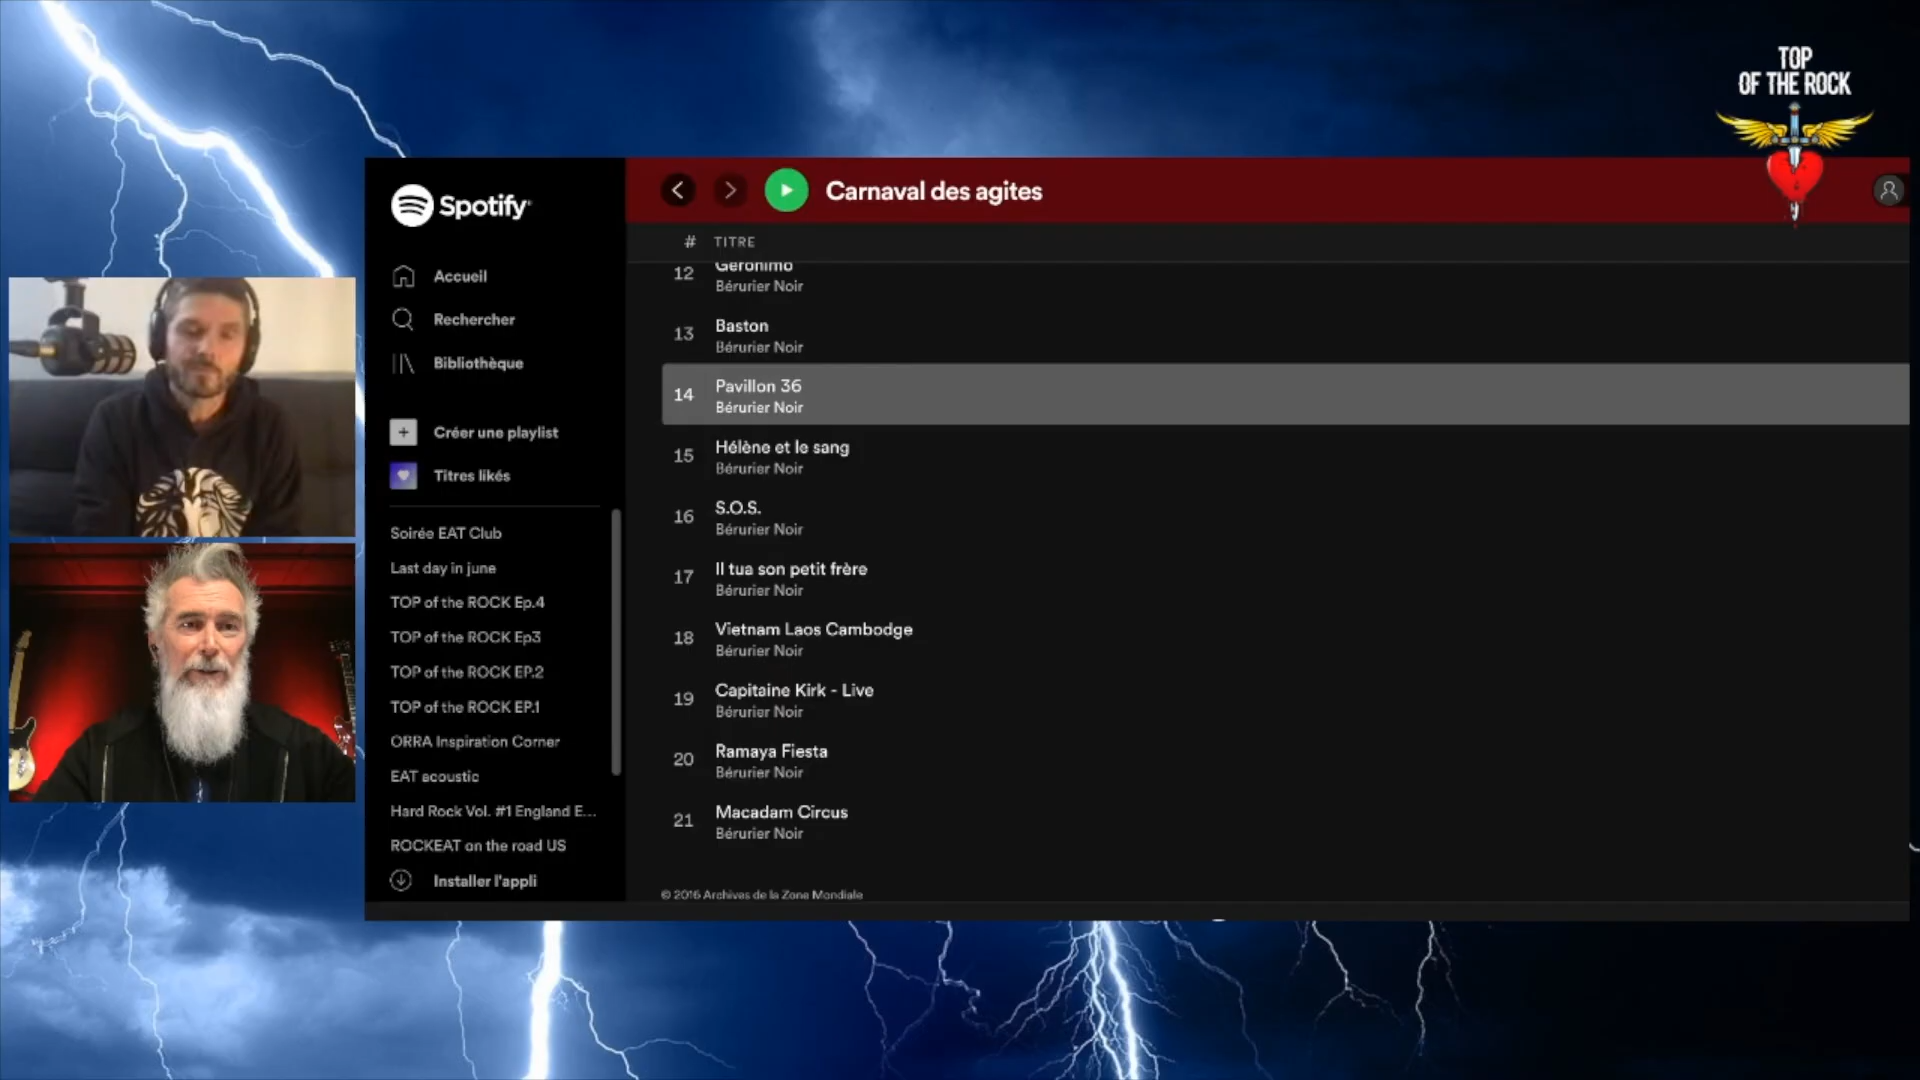 TOP
OF THE ROCK
Spotify
Carnaval des agites
# TITRE
Accueil
Rechercher
Bibliothèque
Créer une playlist
Titres likés
Soirée EAT Club
Last day in june
TOP of the ROCK Ep.4
TOP of the ROCK Ep3
TOP of the ROCK EP.2
TOP of the ROCK EP.1
ORRA Inspiration Corner
EAT acoustic
Hard Rock Vol. #1 England E...
ROCKEAT on the road US
Installer l'appli
12 Geronimo
Bérurier Noir
13 Baston
Bérurier Noir
14 Pavillon 36
Bérurier Noir
15 Hélène et le sang
Bérurier Noir
16 S.O.S.
Bérurier Noir
17 Il tua son petit frère
Bérurier Noir
18 Vietnam Laos Cambodge
Bérurier Noir
19 Capitaine Kirk - Live
Bérurier Noir
20 Ramaya Fiesta
Bérurier Noir
21 Macadam Circus
Bérurier Noir
© 2016 Archives de la Zone Mondiale